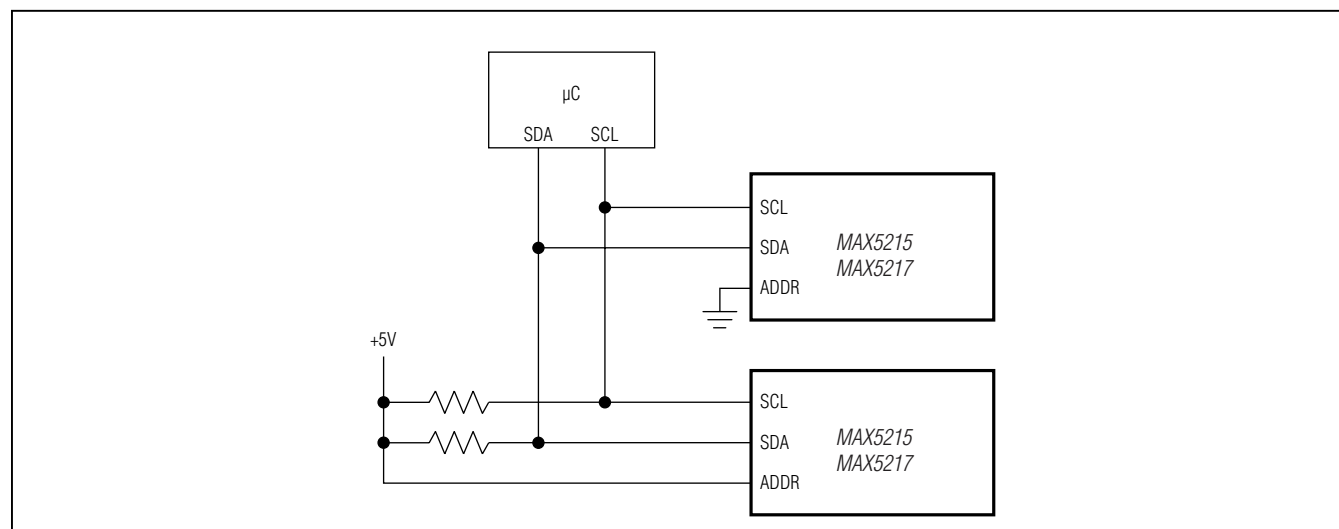 µC
SDA SCL
SCL
SDA
ADDR
MAX5215
MAX5217
+5V
SCL
SDA
ADDR
MAX5215
MAX5217